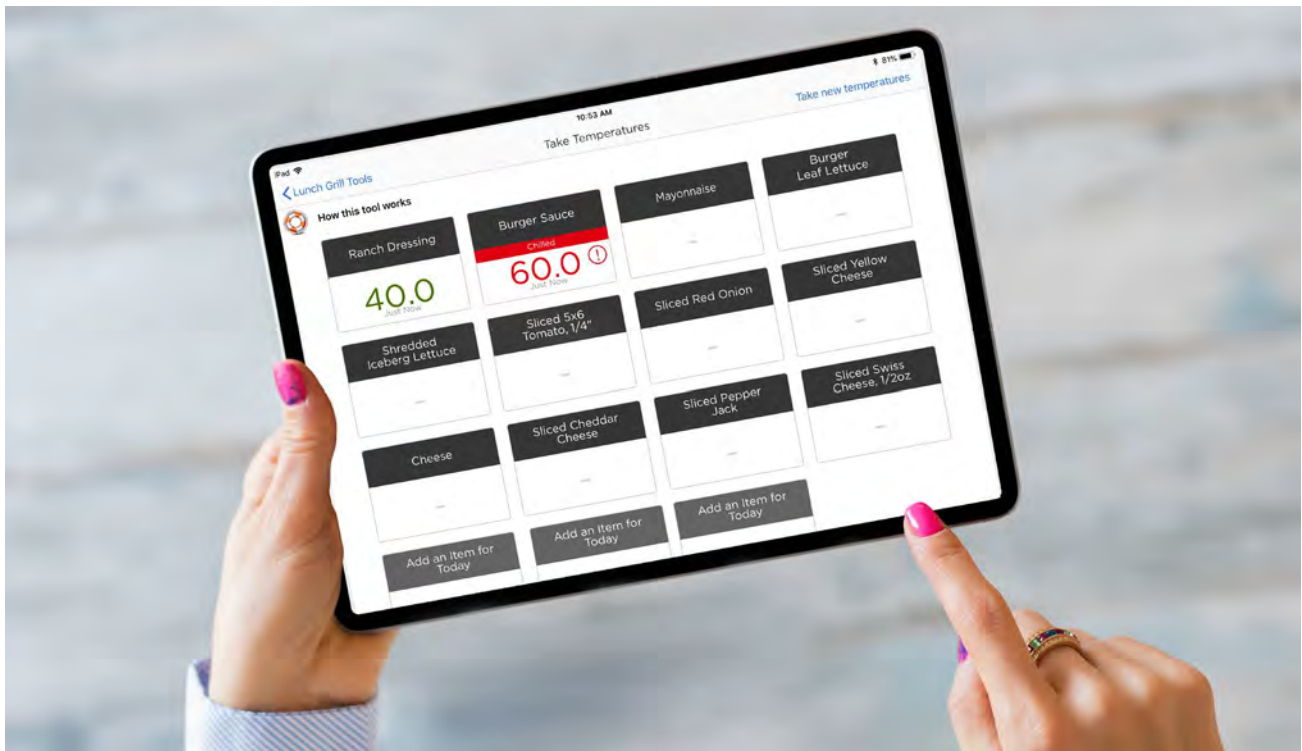 iPad
10:53 AM
81%
Lunch Grill Tools
Take Temperatures
Take new temperatures
How this tool works
Ranch Dressing
40.0
Just Now
Burger Sauce
Chilled
60.0
Just Now
Mayonnaise
Burger
Leaf Lettuce
Shredded
Iceberg Lettuce
Sliced 5x6
Tomato, 1/4"
Sliced Red Onion
Sliced Yellow
Cheese
Cheese
Sliced Cheddar
Cheese
Sliced Pepper
Jack
Sliced Swiss
Cheese, 1/2oz
Add an Item for
Today
Add an Item for
Today
Add an Item for
Today